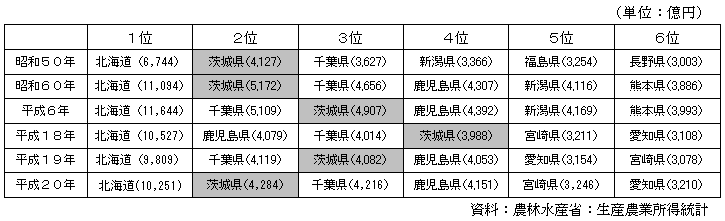 （単位：億円）
１位 ２位 ３位 ４位 ５位 ６位
昭和５０年 北海道（6,744） 茨城県(4,127) 千葉県(3,627) 新潟県(3,366) 福島県(3,254) 長野県(3,003)
昭和６０年 北海道（11,094） 茨城県(5,172) 千葉県(4,656) 鹿児島県(4,307) 新潟県(4,116) 熊本県(3,886)
平成６年 北海道（11,644） 千葉県(5,109) 茨城県(4,907) 鹿児島県(4,392) 新潟県(4,169) 熊本県(3,993)
平成１８年 北海道（10,527） 鹿児島県(4,079) 千葉県(4,014) 茨城県(3,988) 宮崎県(3,211) 愛知県(3,108)
平成１９年 北海道（9,809） 千葉県(4,119) 茨城県(4,082) 鹿児島県(4,053) 愛知県(3,154) 宮崎県(3,078)
平成２０年 北海道(10,251) 茨城県(4,284) 千葉県(4,216) 鹿児島県(4,151) 宮崎県(3,246) 愛知県(3,210)
資料：農林水産省：生産農業所得統計